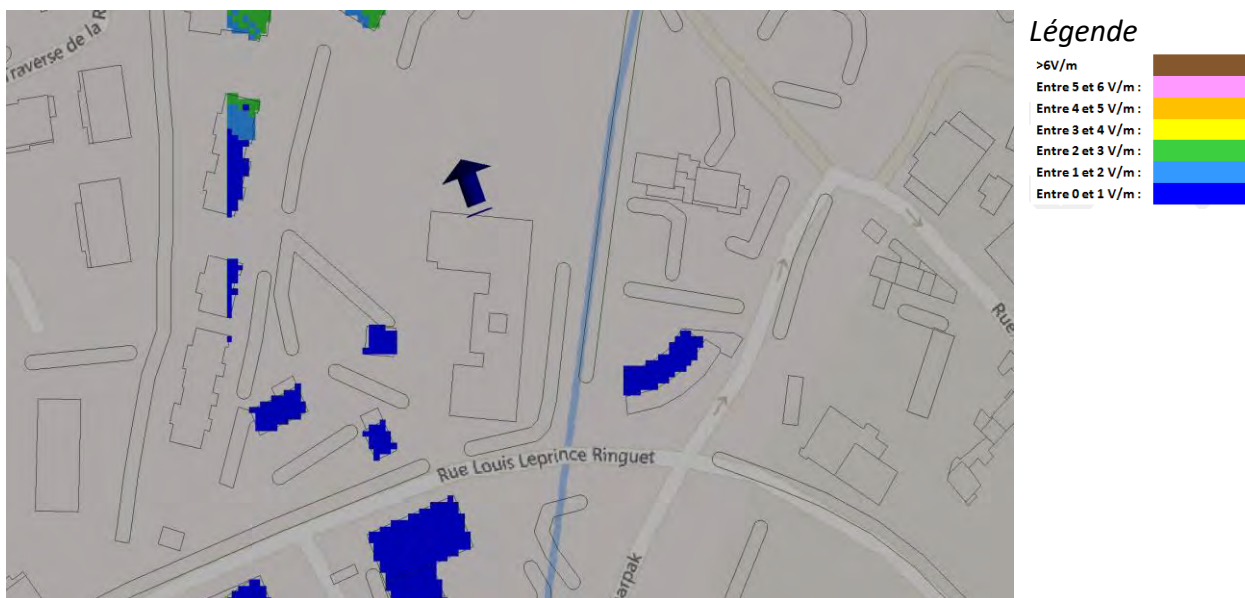 Traverse de la R
Rue Louis Leprince Ringuet
Rue
arpak
Légende
>6V/m
Entre 5 et 6 V/m :
Entre 4 et 5 V/m :
Entre 3 et 4 V/m :
Entre 2 et 3 V/m :
Entre 1 et 2 V/m :
Entre 0 et 1 V/m :